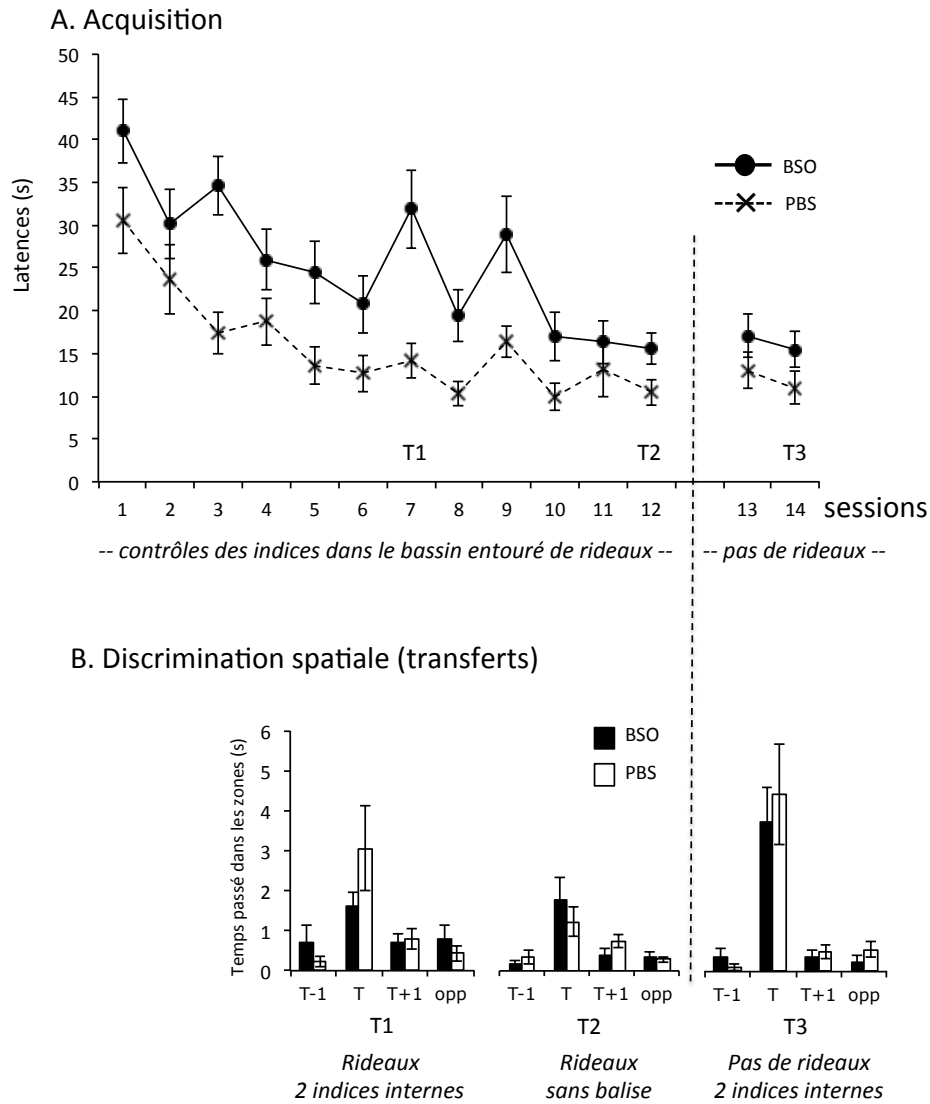 A. Acquisition
50
45
40
35
30
25
20
15
10
5
0
Latences (s)
BSO
PBS
T1
T2
T3
1 2 3 4 5 6 7 8 9 10 11 12 13 14 sessions
-- contrôles des indices dans le bassin entouré de rideaux --
-- pas de rideaux --
B. Discrimination spatiale (transferts)
6
5
4
3
2
1
0
Temps passé dans les zones (s)
BSO
PBS
T-1 T T+1 opp
T-1 T T+1 opp
T-1 T T+1 opp
T1
T2
T3
Rideaux
2 indices internes
Rideaux
sans balise
Pas de rideaux
2 indices internes